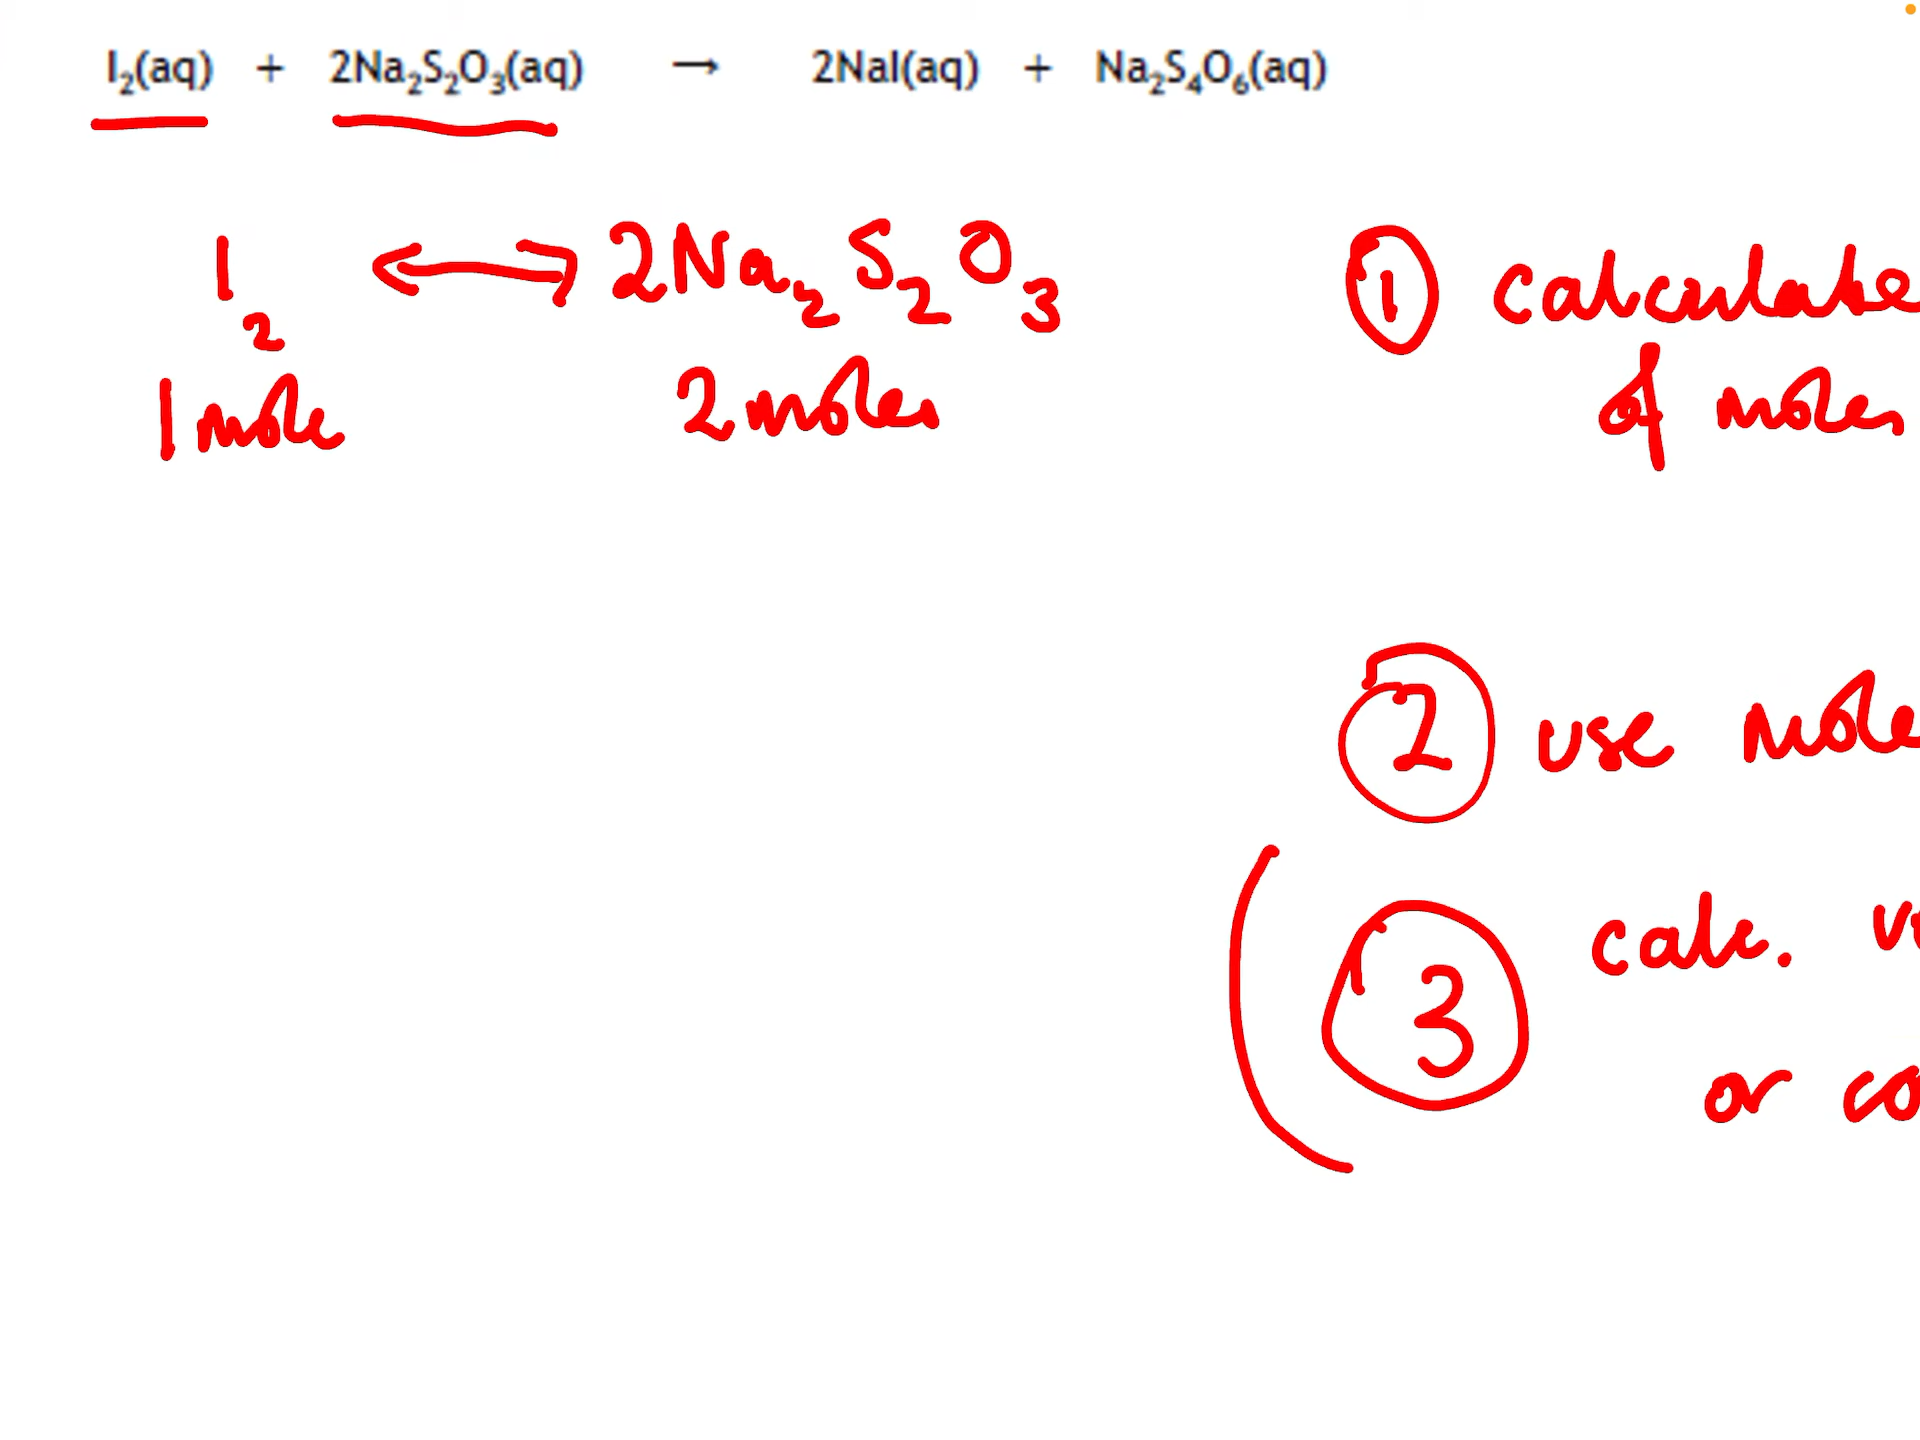 I₂(aq) + 2Na₂S₂O₃(aq) → 2NaI(aq) + Na₂S₄O₆(aq)
I₂ ↔ 2Na₂S₂O₃
1 mole 2 moles
① calculate
of moles
② use mole
③ calc.
or co